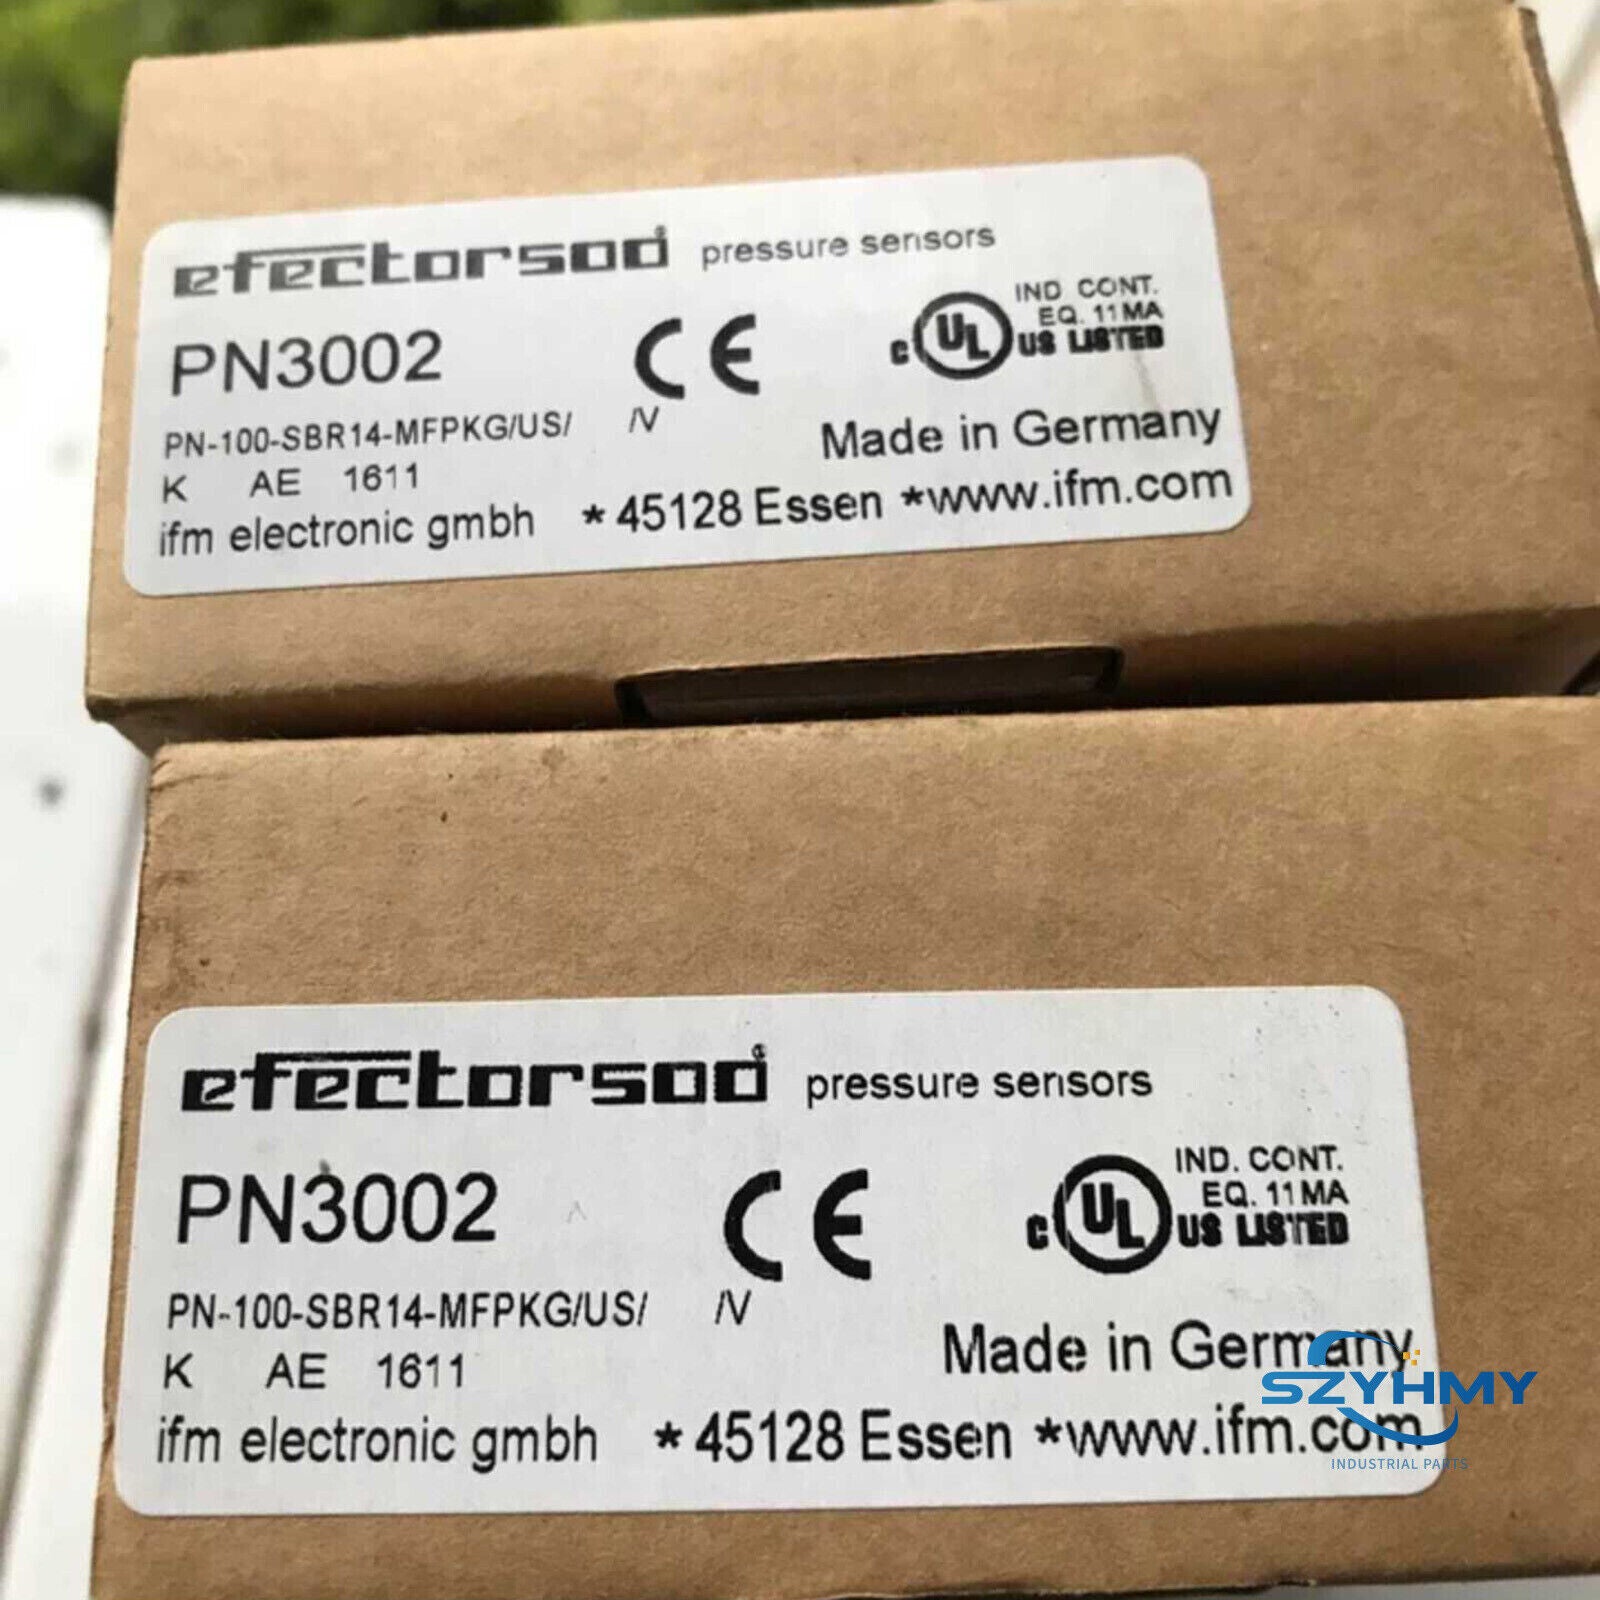 efector500® pressure sensors
PN3002
CE
c UL US LISTED
IND CONT.
EQ. 11MA
PN-100-SBR14-MFPKG/US/ /V
K AE 1611
Made in Germany
ifm electronic gmbh *45128 Essen *www.ifm.com
efector500® pressure sensors
PN3002
CE
c UL US LISTED
IND. CONT.
EQ. 11MA
PN-100-SBR14-MFPKG/US/ /V
K AE 1611
Made in Germany
ifm electronic gmbh *45128 Essen *www.ifm.com
SZYHMY
INDUSTRIAL PARTS